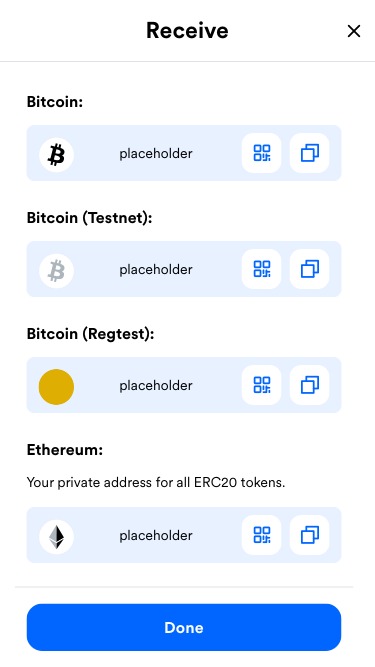 Receive
Bitcoin:
placeholder
Bitcoin (Testnet):
placeholder
Bitcoin (Regtest):
placeholder
Ethereum:
Your private address for all ERC20 tokens.
placeholder
Done